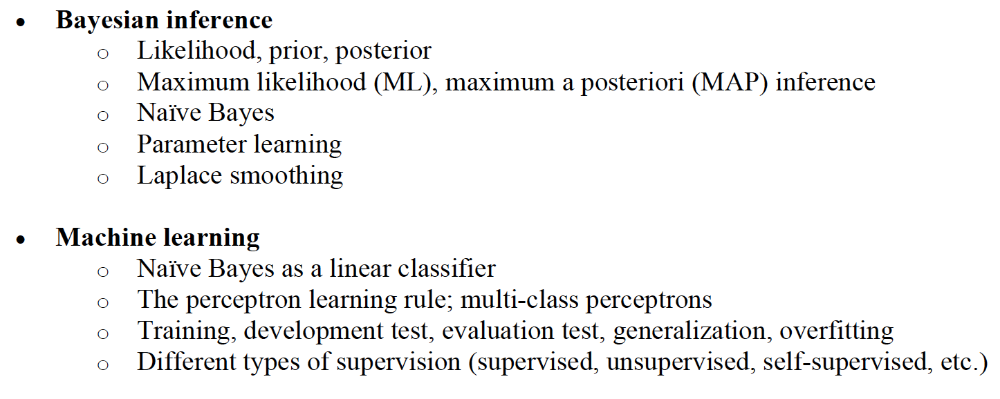 • Bayesian inference
o Likelihood, prior, posterior
o Maximum likelihood (ML), maximum a posteriori (MAP) inference
o Naïve Bayes
o Parameter learning
o Laplace smoothing
• Machine learning
o Naïve Bayes as a linear classifier
o The perceptron learning rule; multi-class perceptrons
o Training, development test, evaluation test, generalization, overfitting
o Different types of supervision (supervised, unsupervised, self-supervised, etc.)